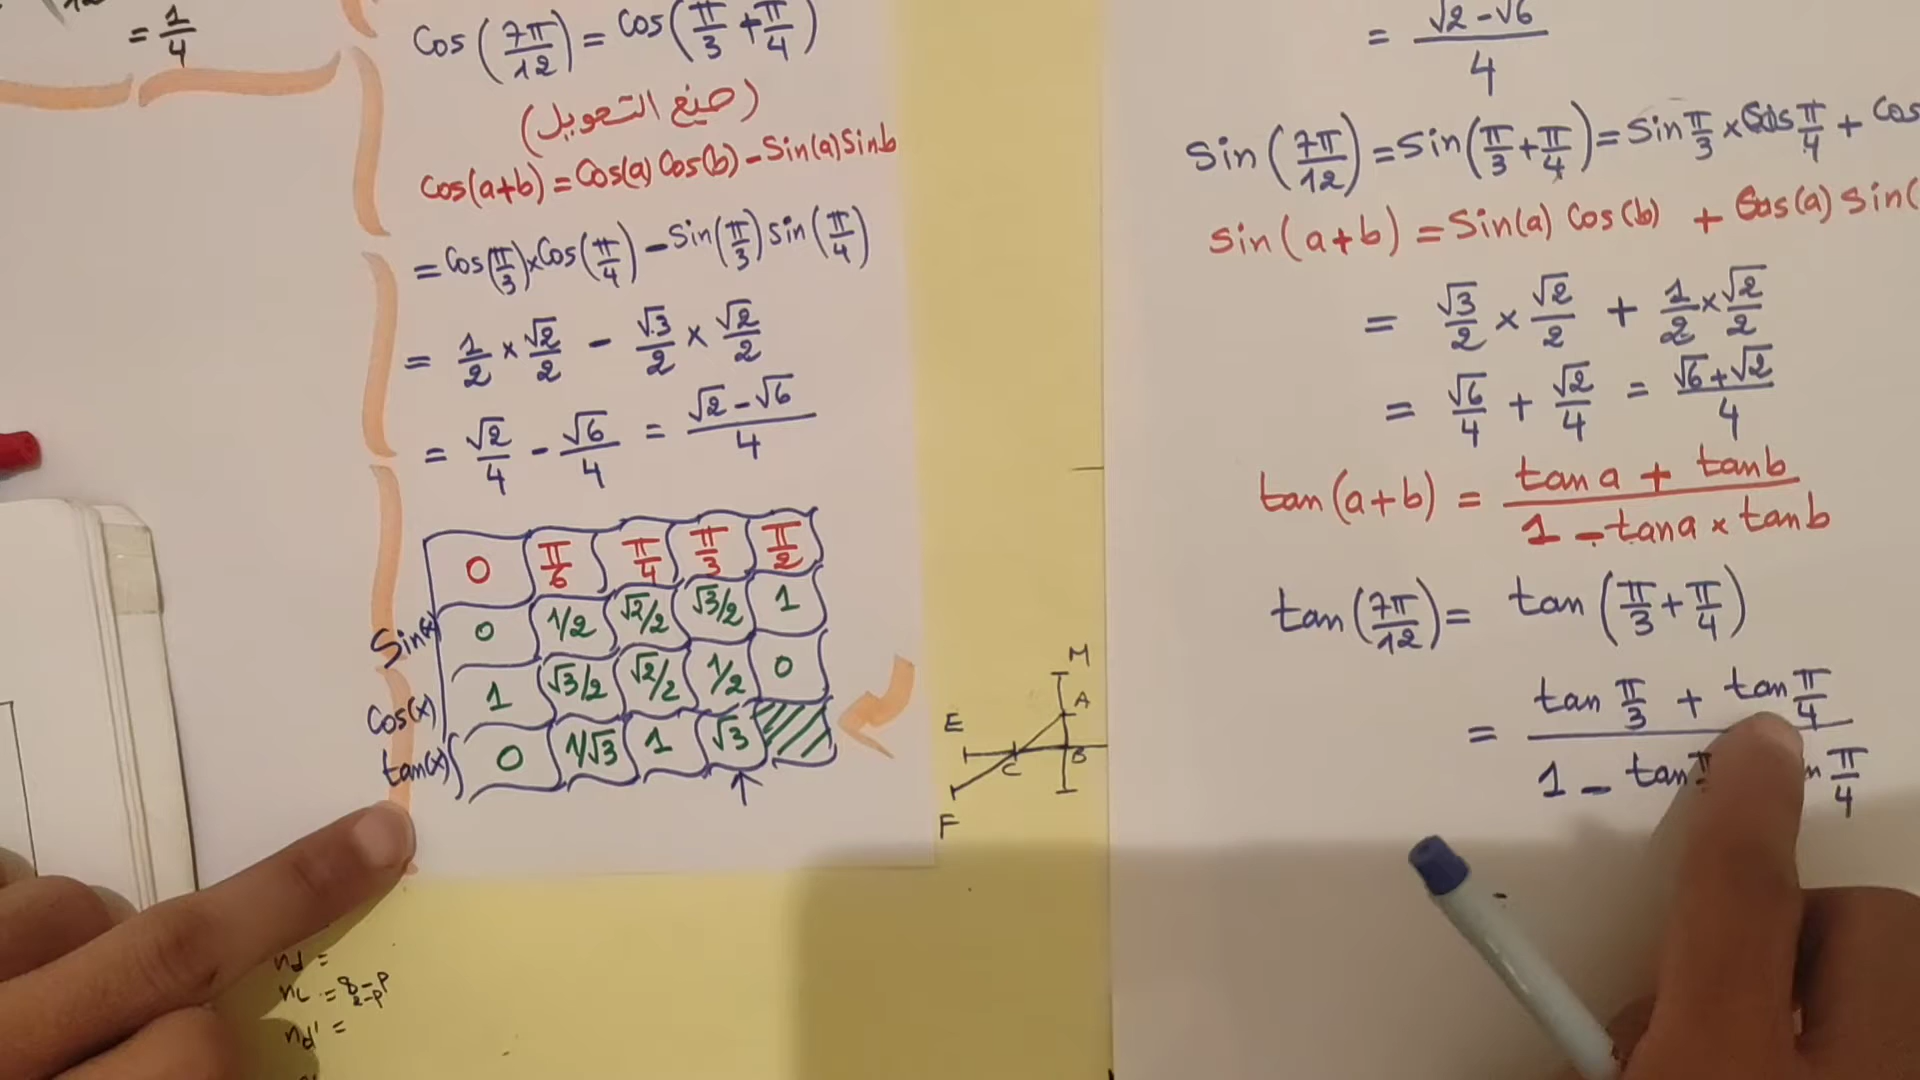 = 1/4
Cos(7π/12) = Cos(π/3 + π/4)
(صيغ التحويل)
Cos(a+b) = Cos(a) Cos(b) - Sin(a) Sin b
= Cos(π/3) × Cos(π/4) - Sin(π/3) sin(π/4)
= 1/2 × √2/2 - √3/2 × √2/2
= √2/4 - √6/4 = (√2 - √6)/4
0 π/6 π/4 π/3 π/2
Sin(x) 0 1/2 √2/2 √3/2 1
Cos(x) 1 √3/2 √2/2 1/2 0
tan(x) 0 1/√3 1 √3
nd =
nd' =
M
A
E
C B
F
= (√2 - √6)/4
Sin(7π/12) = Sin(π/3 + π/4) = Sin π/3 × Cos π/4 + Cos
sin(a+b) = Sin(a) Cos(b) + Cos(a) Sin(
= √3/2 × √2/2 + 1/2 × √2/2
= √6/4 + √2/4 = (√6 + √2)/4
tan(a+b) = (tan a + tan b)/(1 - tan a × tan b)
tan(7π/12) = tan(π/3 + π/4)
= (tan π/3 + tan π/4)/(1 - tan π n π/4)